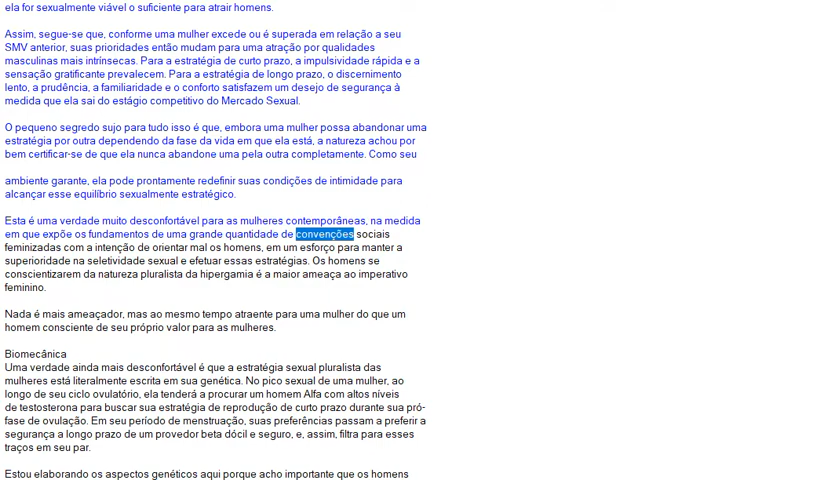 ela for sexualmente viável o suficiente para atrair homens.
Assim, segue-se que, conforme uma mulher excede ou é superada em relação a seu
SMV anterior, suas prioridades então mudam para uma atração por qualidades
masculinas mais intrínsecas. Para a estratégia de curto prazo, a impulsividade rápida e a
sensação gratificante prevalecem. Para a estratégia de longo prazo, o discernimento
lento, a prudência, a familiaridade e o conforto satisfazem um desejo de segurança à
medida que ela sai do estágio competitivo do Mercado Sexual.
O pequeno segredo sujo para tudo isso é que, embora uma mulher possa abandonar uma
estratégia por outra dependendo da fase da vida em que ela está, a natureza achou por
bem certificar-se de que ela nunca abandone uma pela outra completamente. Como seu
ambiente garante, ela pode prontamente redefinir suas condições de intimidade para
alcançar esse equilíbrio sexualmente estratégico.
Esta é uma verdade muito desconfortável para as mulheres contemporâneas, na medida
em que expõe os fundamentos de uma grande quantidade de convenções sociais
feminizadas com a intenção de orientar mal os homens, em um esforço para manter a
superioridade na seletividade sexual e efetuar essas estratégias. Os homens se
conscientizarem da natureza pluralista da hipergamia é a maior ameaça ao imperativo
feminino.
Nada é mais ameaçador, mas ao mesmo tempo atraente para uma mulher do que um
homem consciente de seu próprio valor para as mulheres.
Biomecânica
Uma verdade ainda mais desconfortável é que a estratégia sexual pluralista das
mulheres está literalmente escrita em sua genética. No pico sexual de uma mulher, ao
longo de seu ciclo ovulatório, ela tenderá a procurar um homem Alfa com altos níveis
de testosterona para buscar sua estratégia de reprodução de curto prazo durante sua pró-
fase de ovulação. Em seu período de menstruação, suas preferências passam a preferir a
segurança a longo prazo de um provedor beta dócil e seguro, e, assim, filtra para esses
traços em seu par.
Estou elaborando os aspectos genéticos aqui porque acho importante que os homens